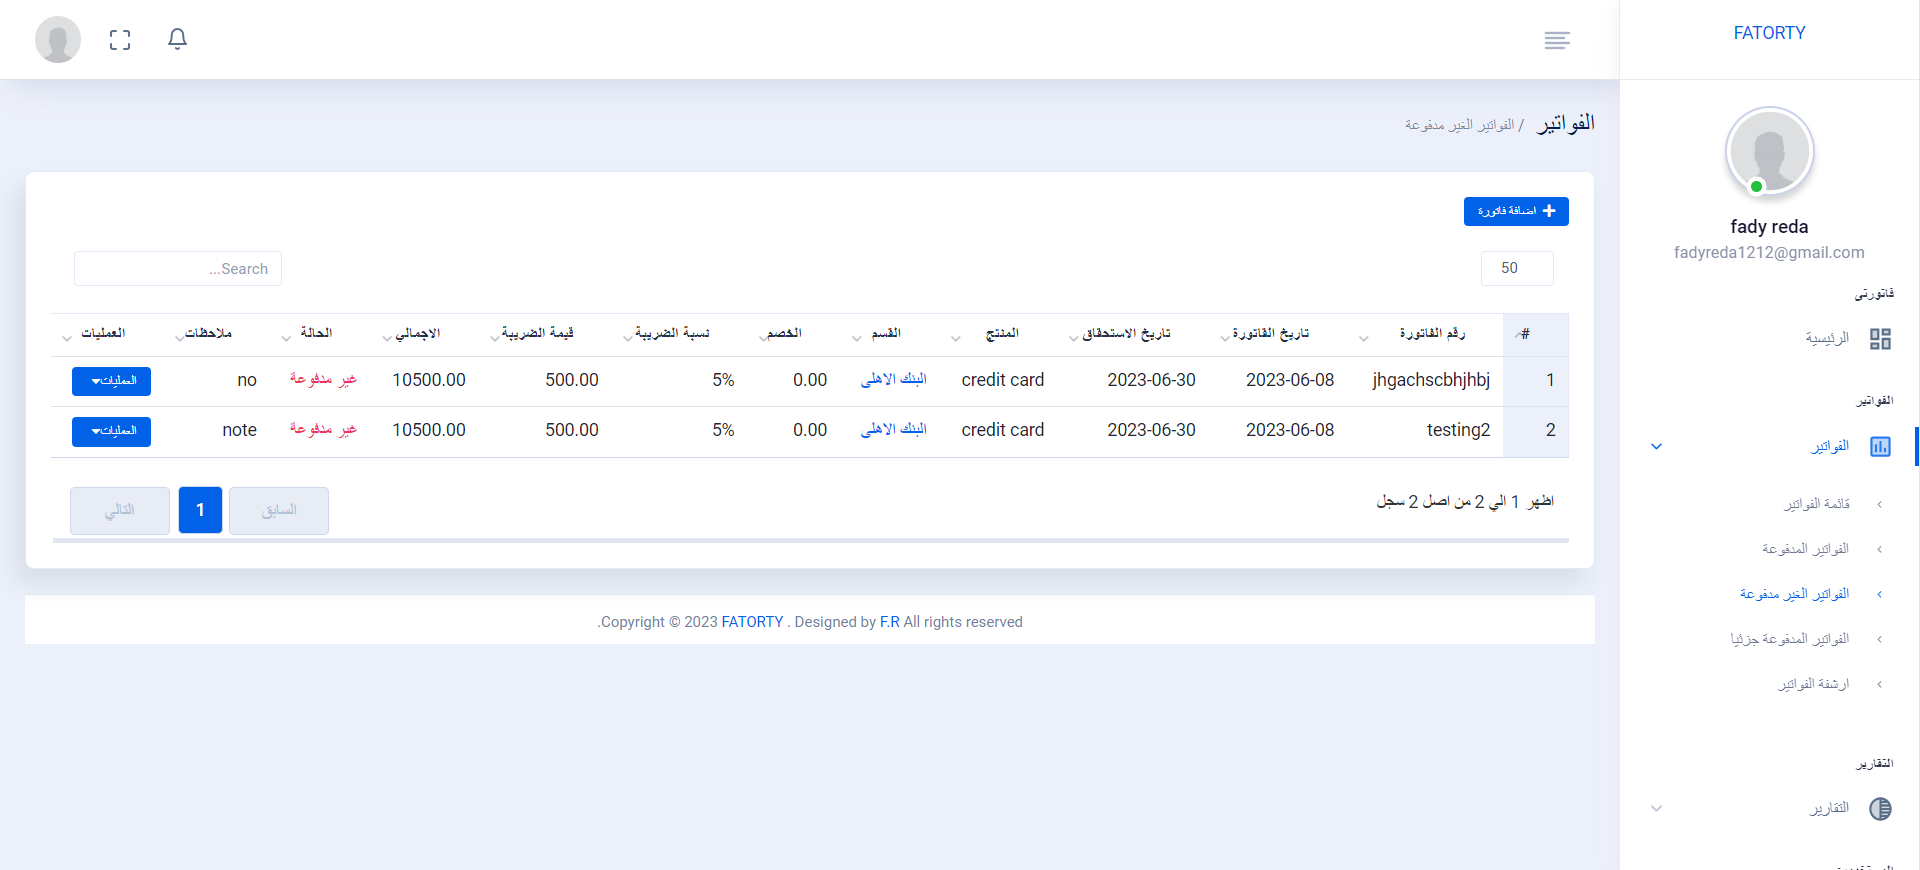 FATORTY
fady reda
fadyreda1212@gmail.com
فاتورتى
الرئيسية
الفواتير
الفواتير
قائمة الفواتير
الفواتير المدفوعة
الفواتير الغير مدفوعة
الفواتير المدفوعة جزئيا
ارشفة الفواتير
التقارير
التقارير
الفواتير / الفواتير الغير مدفوعة
اضافة فاتورة
50
Search...
# رقم الفاتورة تاريخ الفاتورة تاريخ الاستحقاق المنتج القسم الخصم نسبة الضريبة قيمة الضريبة الاجمالي الحالة ملاحظات العمليات
1 jhgachscbhjhbj 2023-06-08 2023-06-30 credit card البنك الاهلى 0.00 5% 500.00 10500.00 غير مدفوعة no العمليات
2 testing2 2023-06-08 2023-06-30 credit card البنك الاهلى 0.00 5% 500.00 10500.00 غير مدفوعة note العمليات
اظهر 1 الي 2 من اصل 2 سجل
السابق 1 التالي
.Copyright © 2023 FATORTY . Designed by F.R All rights reserved